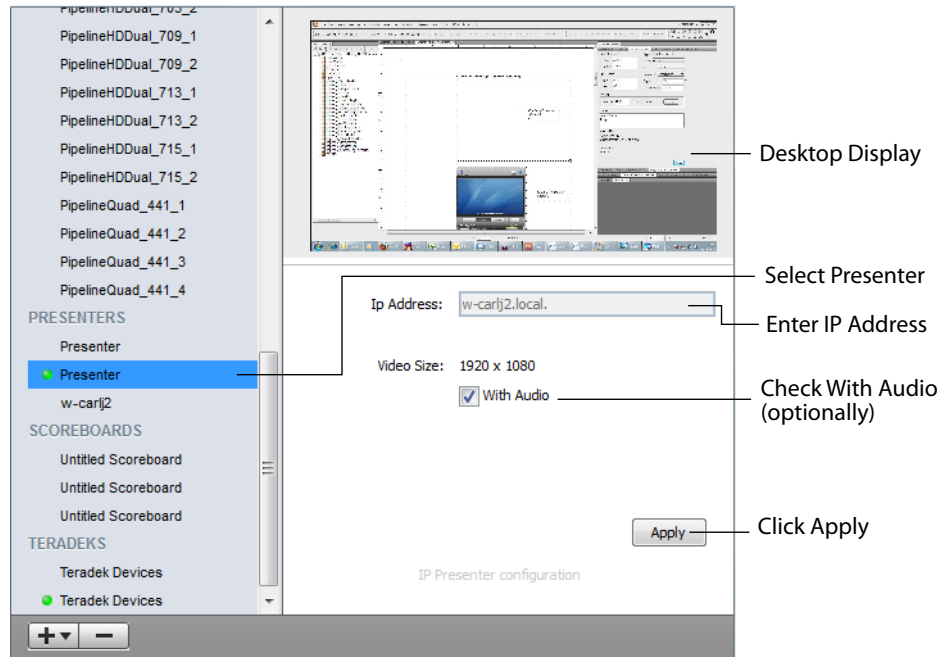 PipelineHDDual_703_2
PipelineHDDual_709_1
PipelineHDDual_709_2
PipelineHDDual_713_1
PipelineHDDual_713_2
PipelineHDDual_715_1
PipelineHDDual_715_2
PipelineQuad_441_1
PipelineQuad_441_2
PipelineQuad_441_3
PipelineQuad_441_4
PRESENTERS
Presenter
Presenter
w-carlj2
SCOREBOARDS
Untitled Scoreboard
Untitled Scoreboard
Untitled Scoreboard
TERADEKS
Teradek Devices
Teradek Devices
Ip Address: w-carlj2.local.
Video Size: 1920 x 1080
With Audio
Apply
IP Presenter configuration
Desktop Display
Select Presenter
Enter IP Address
Check With Audio
(optionally)
Click Apply